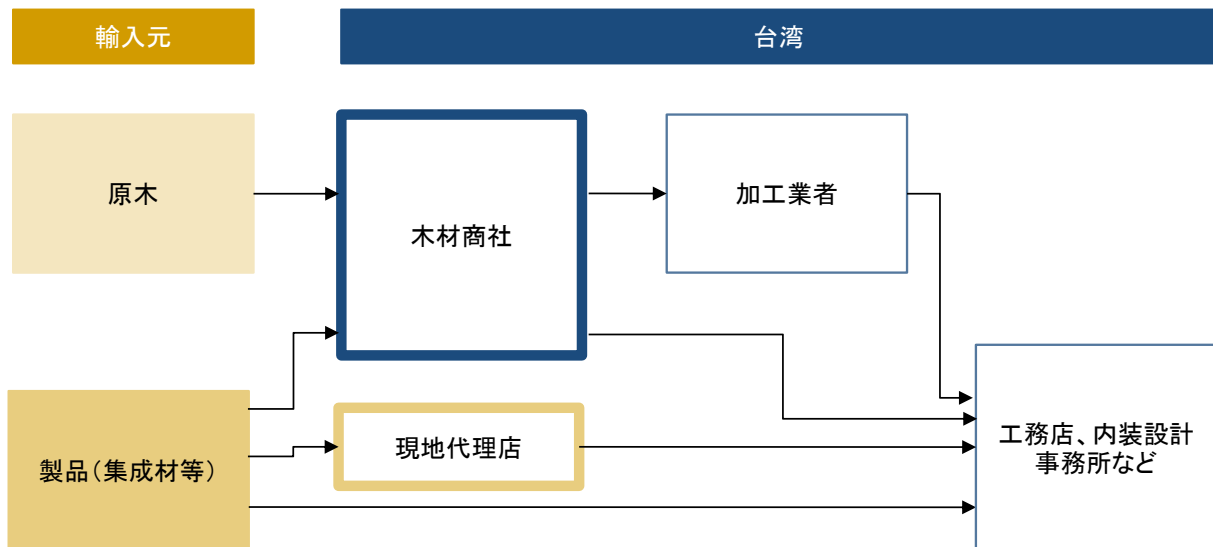 輸入元
台湾
原木
木材商社
加工業者
製品(集成材等)
現地代理店
工務店、内装設計
事務所など